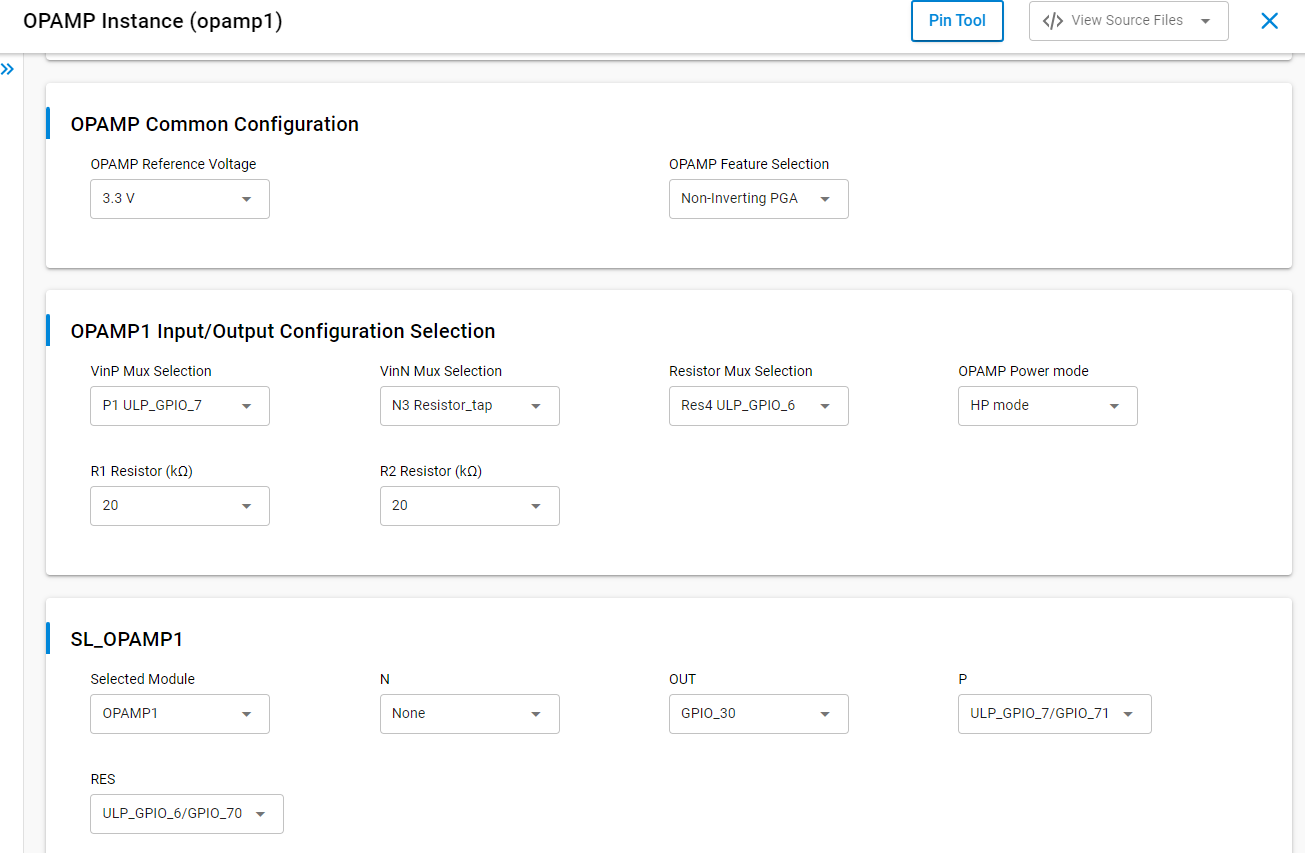 OPAMP Instance (opamp1)
Pin Tool
</> View Source Files
OPAMP Common Configuration
OPAMP Reference Voltage
OPAMP Feature Selection
3.3 V
Non-Inverting PGA
OPAMP1 Input/Output Configuration Selection
VinP Mux Selection
VinN Mux Selection
Resistor Mux Selection
OPAMP Power mode
P1 ULP_GPIO_7
N3 Resistor_tap
Res4 ULP_GPIO_6
HP mode
R1 Resistor (kΩ)
R2 Resistor (kΩ)
20
20
SL_OPAMP1
Selected Module
N
OUT
P
OPAMP1
None
GPIO_30
ULP_GPIO_7/GPIO_71
RES
ULP_GPIO_6/GPIO_70